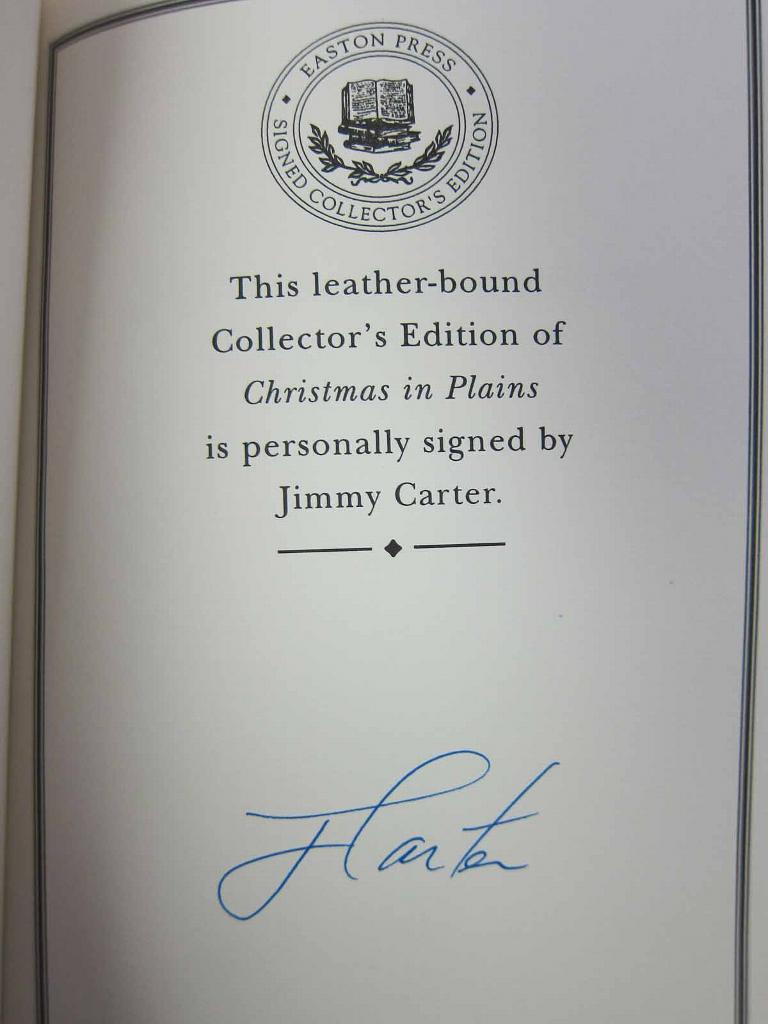 EASTON PRESS
SIGNED COLLECTOR'S EDITION
This leather-bound
Collector's Edition of
Christmas in Plains
is personally signed by
Jimmy Carter.
J Carter